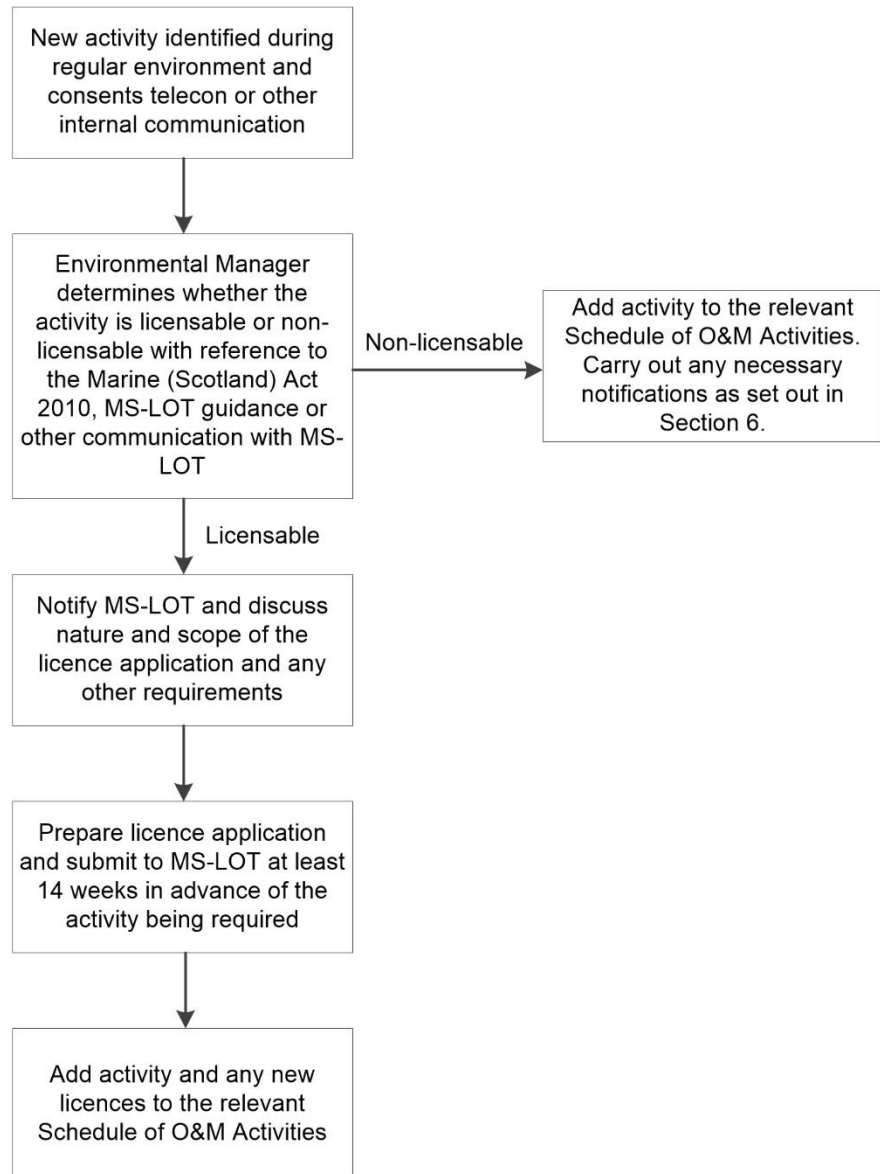 New activity identified during
regular environment and
consents telecon or other
internal communication
Environmental Manager
determines whether the
activity is licensable or non-
licensable with reference to
the Marine (Scotland) Act
2010, MS-LOT guidance or
other communication with MS-
LOT
Non-licensable
Add activity to the relevant
Schedule of O&M Activities.
Carry out any necessary
notifications as set out in
Section 6.
Licensable
Notify MS-LOT and discuss
nature and scope of the
licence application and any
other requirements
Prepare licence application
and submit to MS-LOT at least
14 weeks in advance of the
activity being required
Add activity and any new
licences to the relevant
Schedule of O&M Activities